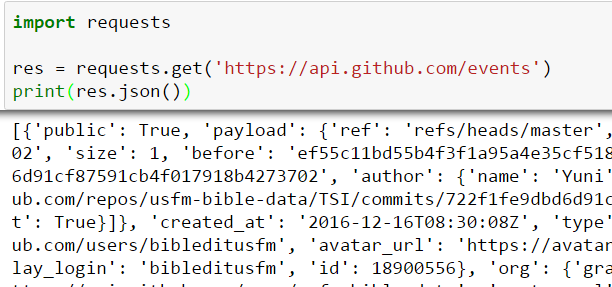 import requests
res = requests.get('https://api.github.com/events')
print(res.json())
[{'public': True, 'payload': {'ref': 'refs/heads/master',
02', 'size': 1, 'before': 'ef55c11bd55b4f3f1a95a4e35cf518
6d91cf87591cb4f017918b4273702', 'author': {'name': 'Yuni'
ub.com/repos/usfm-bible-data/TSI/commits/722f1fe9dbd6d91c
t': True}]}, 'created_at': '2016-12-16T08:30:08Z', 'type'
ub.com/users/bibleditusfm', 'avatar_url': 'https://avatar
lay_login': 'bibleditusfm', 'id': 18900556}, 'org': {'gra